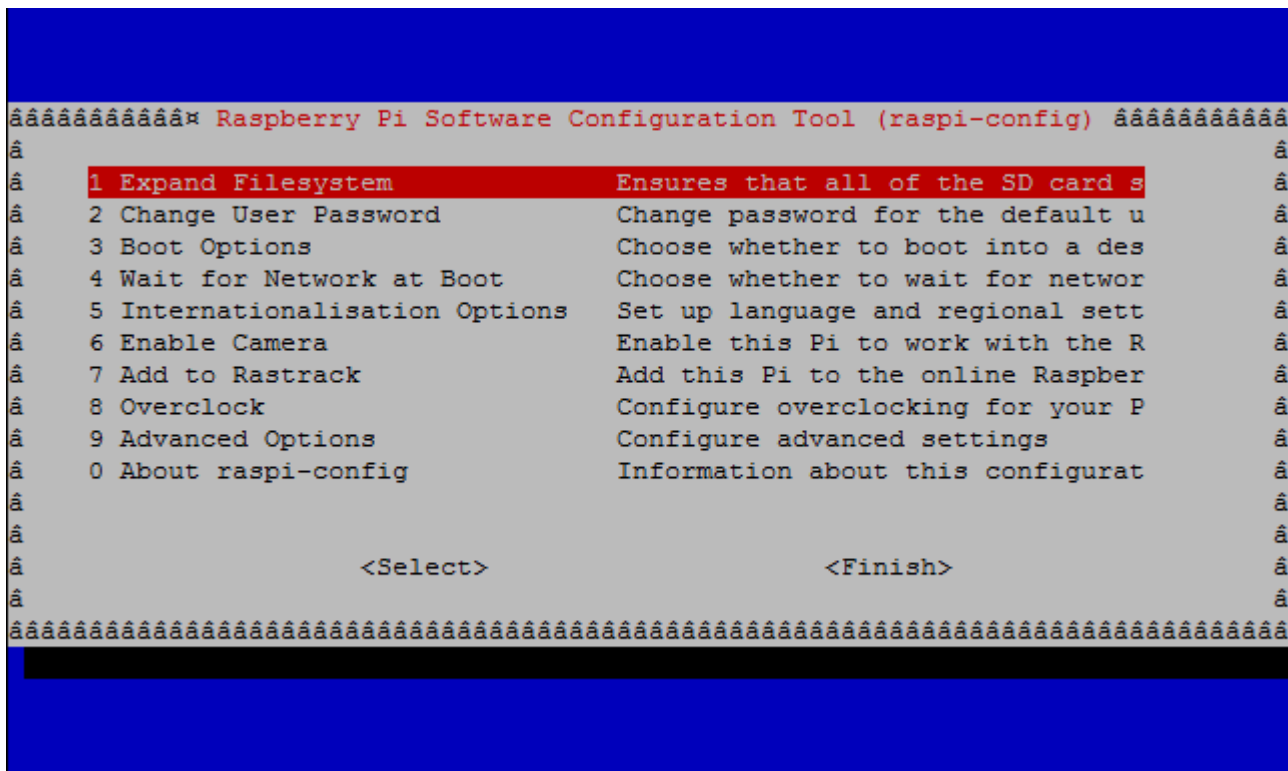 âââââââââââ¤ Raspberry Pi Software Configuration Tool (raspi-config) âââââââââââ
â â
â 1 Expand Filesystem Ensures that all of the SD card s â
â 2 Change User Password Change password for the default u â
â 3 Boot Options Choose whether to boot into a des â
â 4 Wait for Network at Boot Choose whether to wait for networ â
â 5 Internationalisation Options Set up language and regional sett â
â 6 Enable Camera Enable this Pi to work with the R â
â 7 Add to Rastrack Add this Pi to the online Raspber â
â 8 Overclock Configure overclocking for your P â
â 9 Advanced Options Configure advanced settings â
â 0 About raspi-config Information about this configurat â
â â
â â
â <Select> <Finish> â
â â
ââââââââââââââââââââââââââââââââââââââââââââââââââââââââââââââââââââââââââââââââ